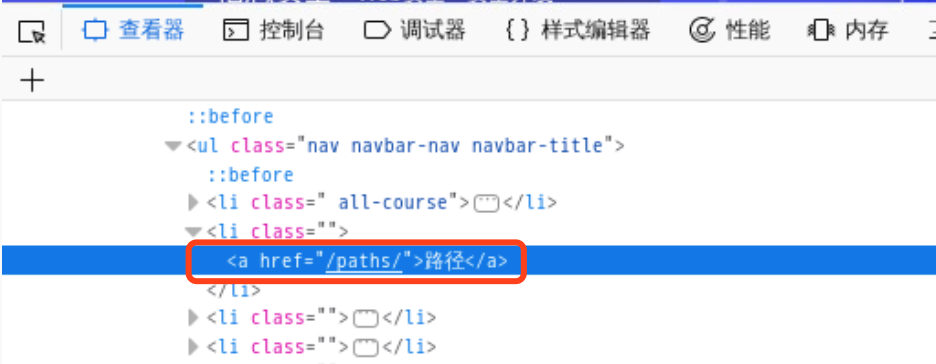 查看器 控制台 调试器 {} 样式编辑器 性能 内存
+
::before
<ul class="nav navbar-nav navbar-title">
::before
<li class=" all-course">···</li>
<li class="">
<a href="/paths/">路径</a>
</li>
<li class="">···</li>
<li class="">···</li>